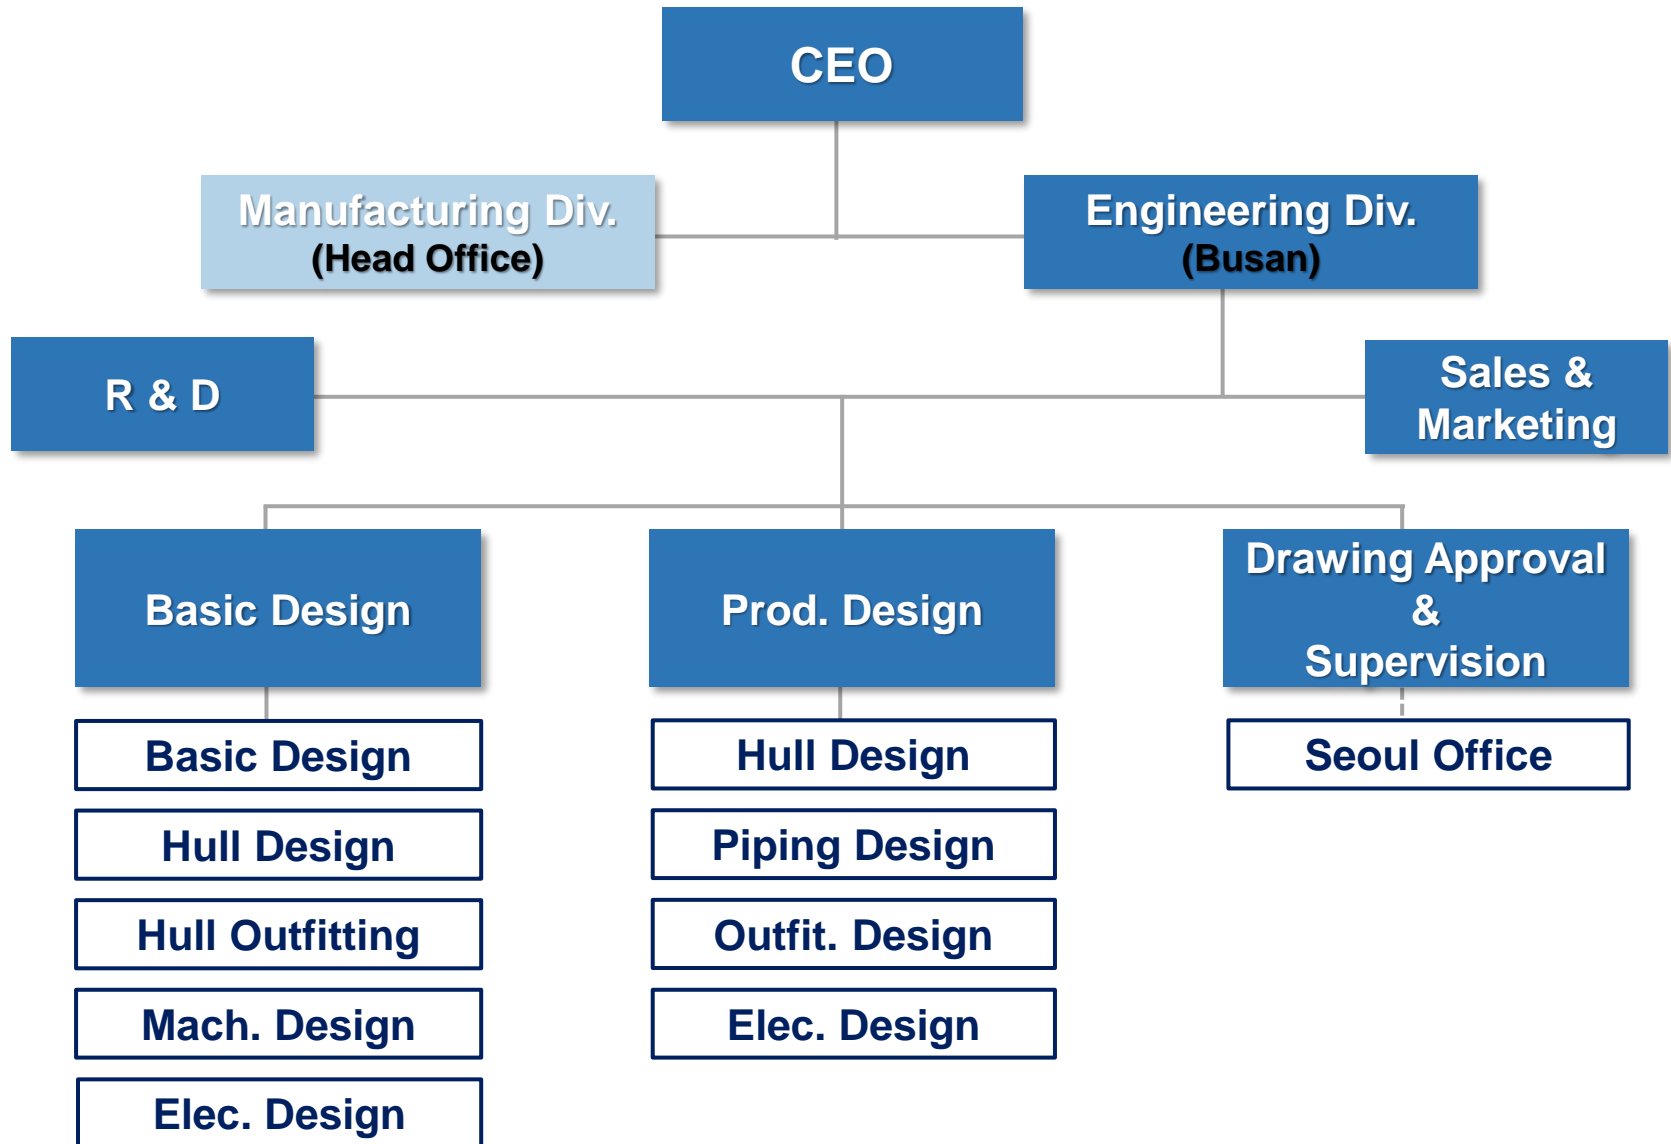 CEO
Manufacturing Div.
(Head Office)
Engineering Div.
(Busan)
R & D
Sales &
Marketing
Basic Design
Prod. Design
Drawing Approval
&
Supervision
Basic Design
Hull Design
Hull Outfitting
Mach. Design
Elec. Design
Hull Design
Piping Design
Outfit. Design
Elec. Design
Seoul Office